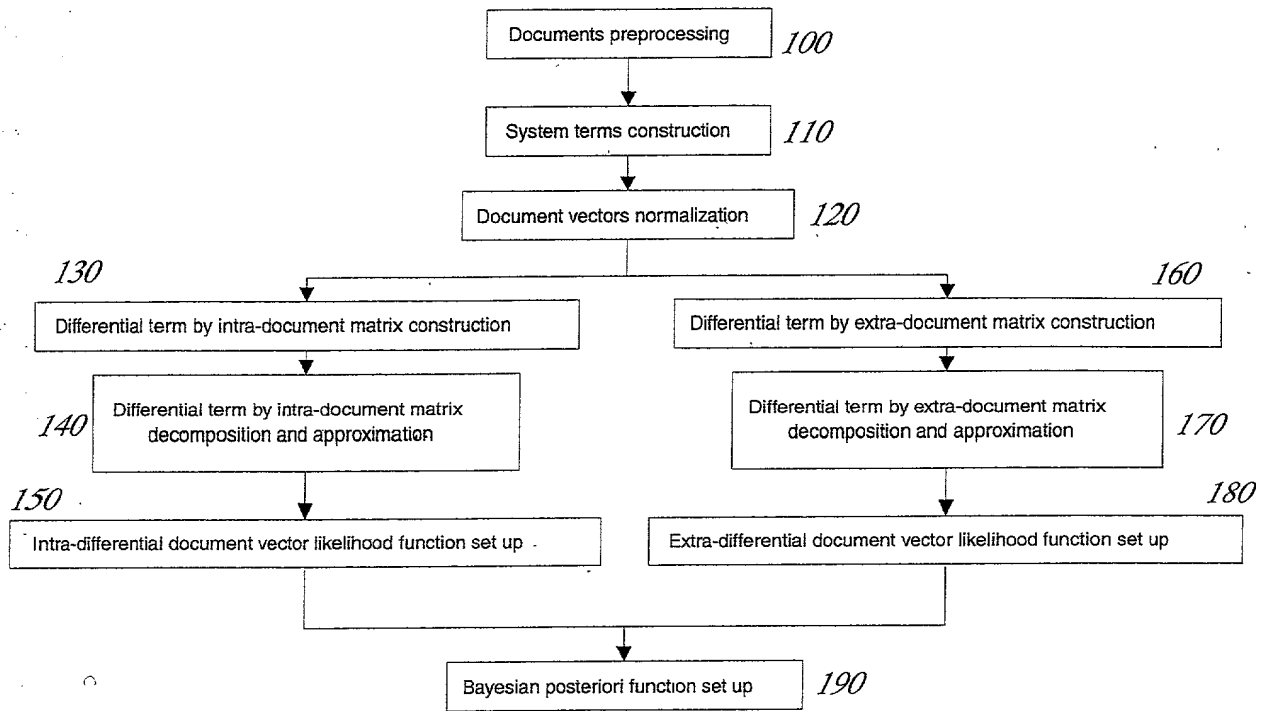 Documents preprocessing
100
System terms construction
110
Document vectors normalization
120
130
160
Differential term by intra-document matrix construction
Differential term by extra-document matrix construction
140
Differential term by intra-document matrix
decomposition and approximation
Differential term by extra-document matrix
decomposition and approximation
170
150
180
Intra-differential document vector likelihood function set up
Extra-differential document vector likelihood function set up
Bayesian posteriori function set up
190